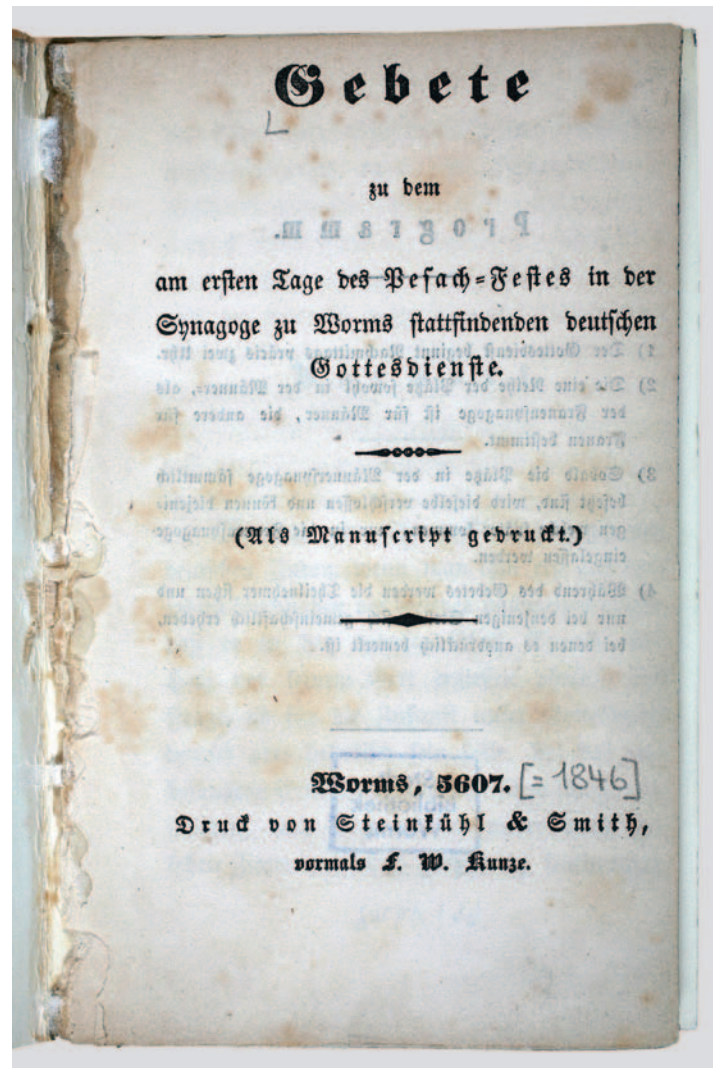 Gebete
zu dem
am ersten Tage des Pesach-Festes in der
Synagoge zu Worms stattfindenden deutschen
Gottesdienste.
(Als Manuscript gedruckt.)
Worms, 5607. [= 1846]
Druck von Steinkühl & Smith,
vormals F. W. Kunze.